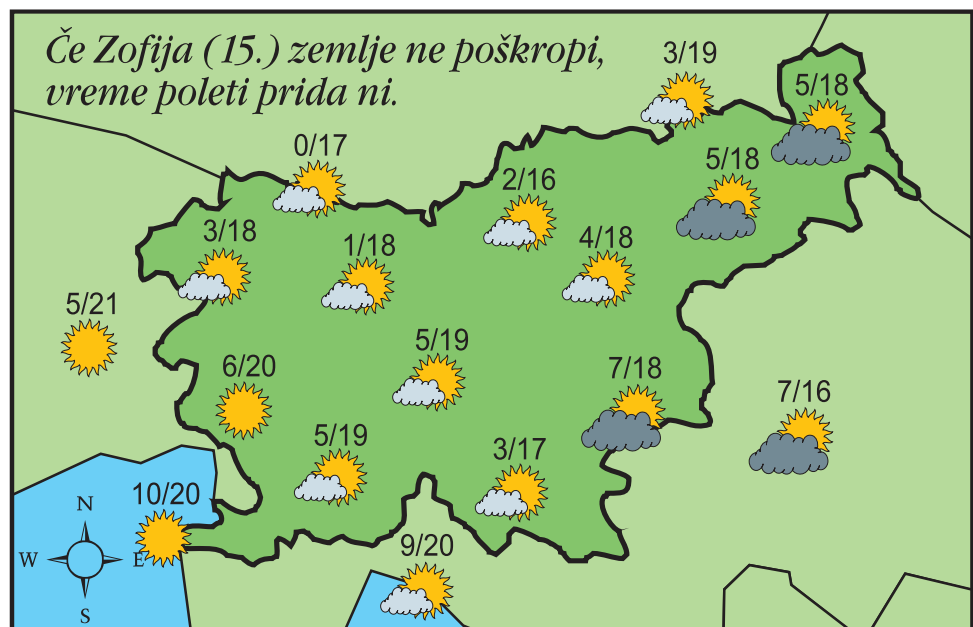 Če Zofija (15.) zemlje ne poškropi,
vreme poleti prida ni.
3/19
5/18
0/17
5/18
2/16
3/18
1/18
4/18
5/21
5/19
6/20
7/18
7/16
5/19
3/17
10/20
N
W
E
S
9/20